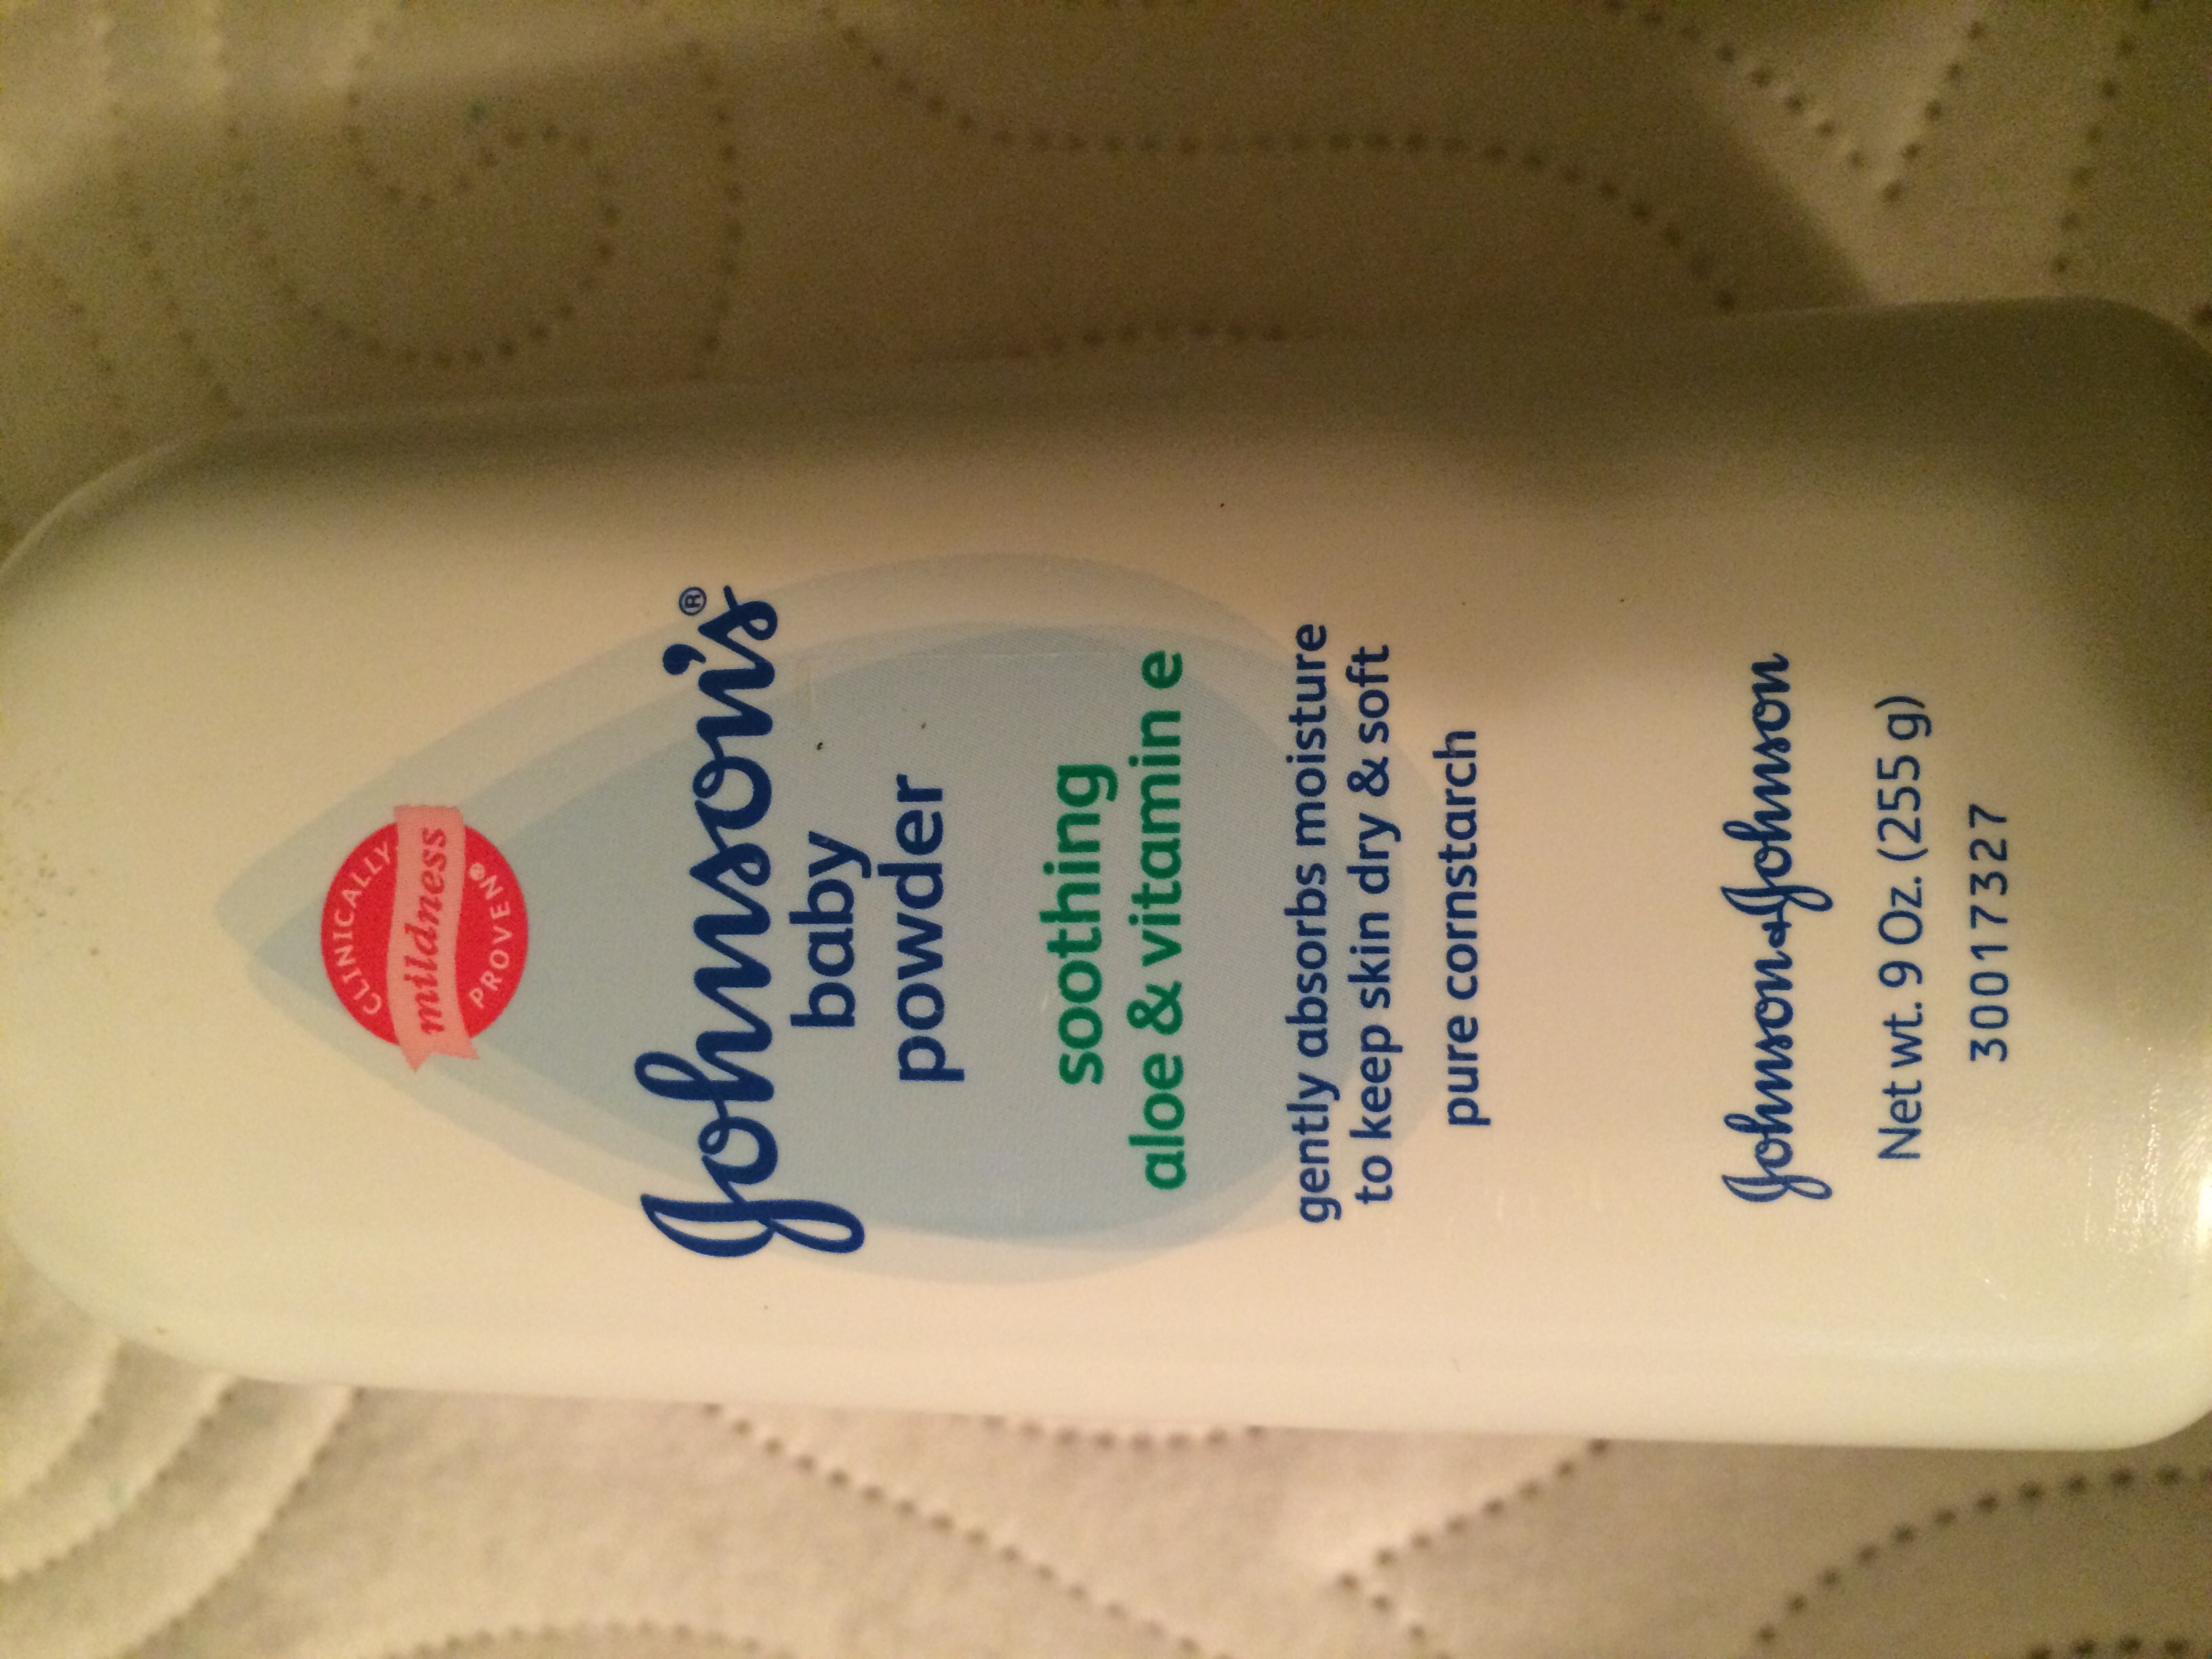 CLINICALLY
mildness
PROVEN®
Johnson's®
baby
powder
soothing
aloe & vitamin e
gently absorbs moisture
to keep skin dry & soft
pure cornstarch
Johnson & Johnson
Net wt. 9 Oz. (255 g)
30017327